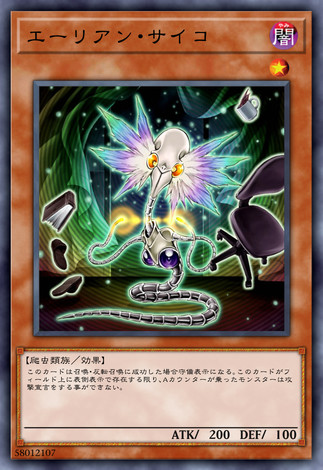 エーリアン・サイコ
闇
やみ
【爬虫類族／効果】
このカードは召喚・反転召喚に成功した場合守備表示になる。このカードがフ
ィールド上に表側表示で存在する限り、Aカウンターが乗ったモンスターは攻
撃宣言をする事ができない。
ATK/ 200 DEF/ 100
58012107